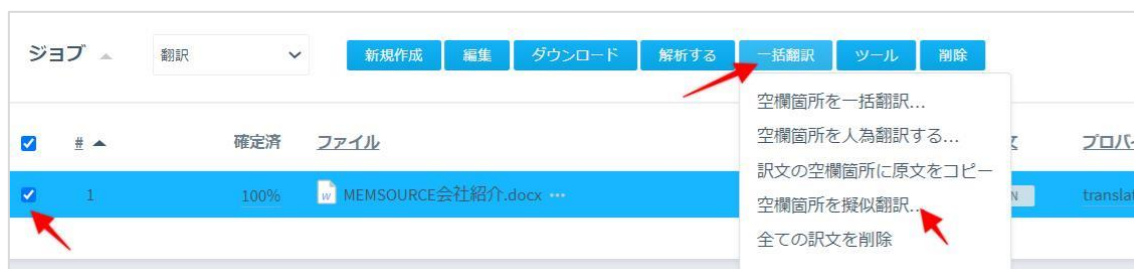 ジョブ 翻訳 新規作成 編集 ダウンロード 解析する 一括翻訳 ツール 削除
空欄箇所を一括翻訳...
# 確定済 ファイル 空欄箇所を人為翻訳する...
訳文の空欄箇所に原文をコピー
1 100% MEMSOURCE会社紹介.docx ... 空欄箇所を擬似翻訳... N
全ての訳文を削除